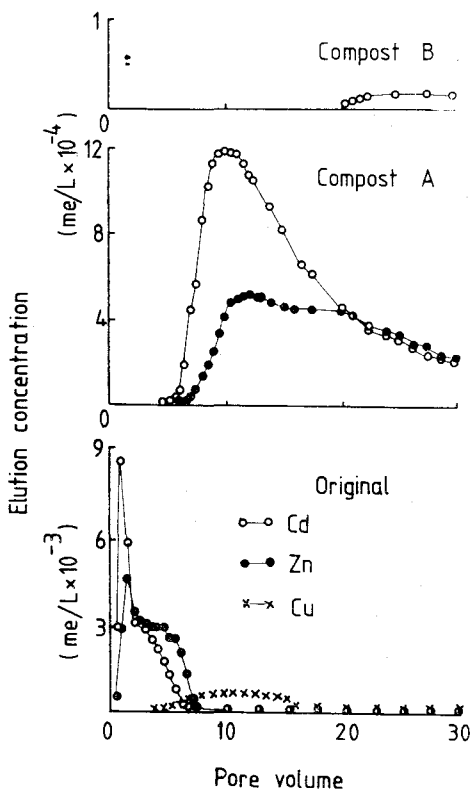 1
Compost B
0
12
Compost A
8
4
0
(me/L×10⁻⁴)
Elution concentration
9
Original
Cd
6
Zn
Cu
3
(me/L×10⁻³)
0
0 10 20 30
Pore volume